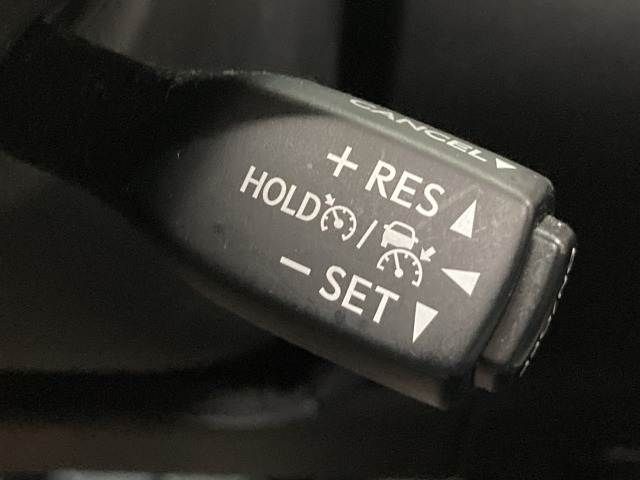 CANCEL
+ RES
HOLD /
− SET